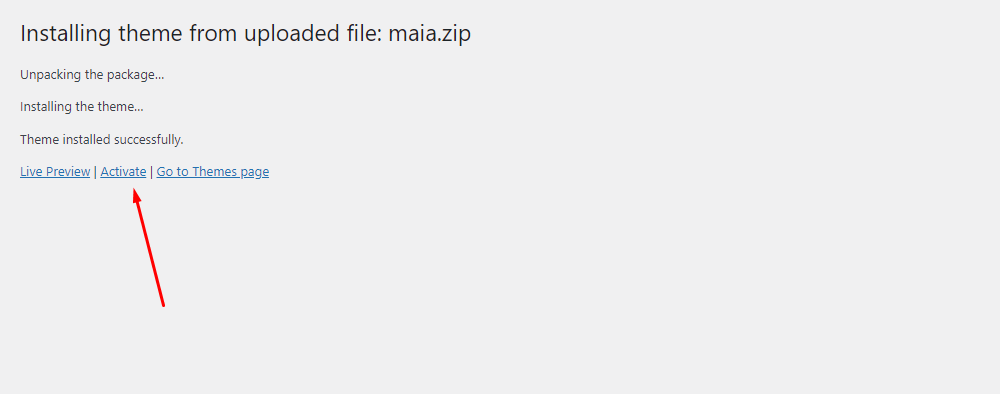 Installing theme from uploaded file: maia.zip
Unpacking the package…
Installing the theme…
Theme installed successfully.
Live Preview | Activate | Go to Themes page